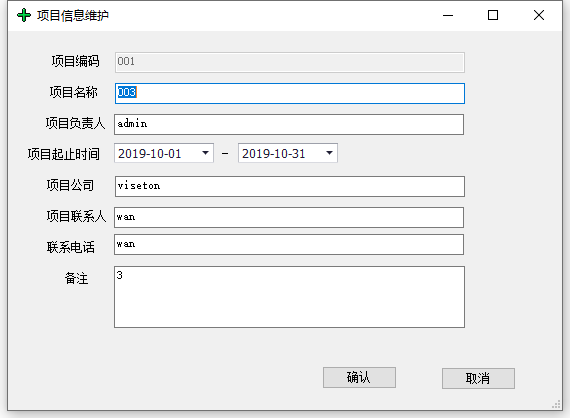 项目信息维护
项目编码 001
项目名称 003
项目负责人 admin
项目起止时间 2019-10-01 - 2019-10-31
项目公司 viseton
项目联系人 wan
联系电话 wan
备注 3
确认 取消